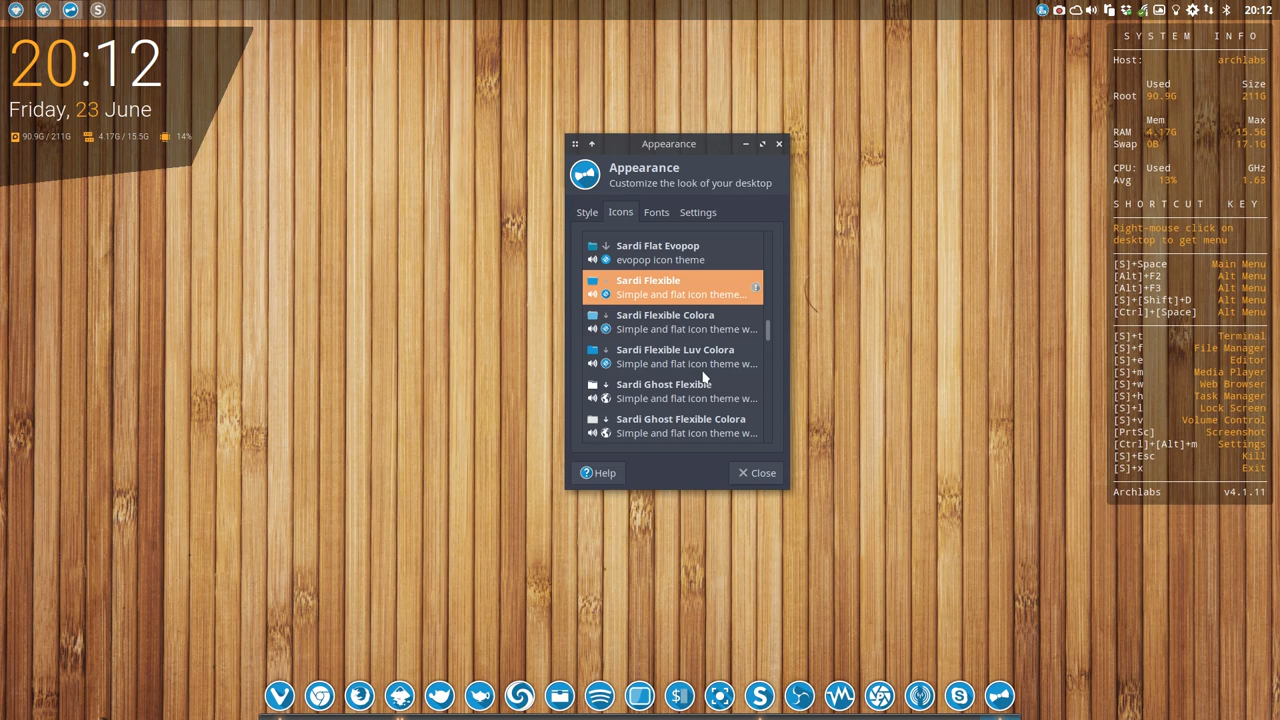 20:12
20:12
Friday, 23 June
90.9G / 211G 4.17G / 15.5G 14%
SYSTEM INFO
Host: archlabs
Used Size
Root 90.9G 211G
Mem Max
RAM 4.17G 15.5G
Swap 0B 17.1G
CPU: Used GHz
Avg 13% 1.63
SHORTCUT KEY
Right-mouse click on
desktop to get menu
[S]+Space Main Menu
[Alt]+F2 Alt Menu
[Alt]+F3 Alt Menu
[S]+[Shift]+D Alt Menu
[Ctrl]+[Space] Alt Menu
[S]+t Terminal
[S]+f File Manager
[S]+e Editor
[S]+m Media Player
[S]+w Web Browser
[S]+h Task Manager
[S]+l Lock Screen
[S]+v Volume Control
[PrtSc] Screenshot
[Ctrl]+[Alt]+m Settings
[S]+Esc Kill
[S]+x Exit
Archlabs v4.1.11
Appearance
Appearance
Customize the look of your desktop
Style Icons Fonts Settings
Sardi Flat Evopop
evopop icon theme
Sardi Flexible
Simple and flat icon theme...
Sardi Flexible Colora
Simple and flat icon theme w...
Sardi Flexible Luv Colora
Simple and flat icon theme w...
Sardi Ghost Flexible
Simple and flat icon theme w...
Sardi Ghost Flexible Colora
Simple and flat icon theme w...
Help Close